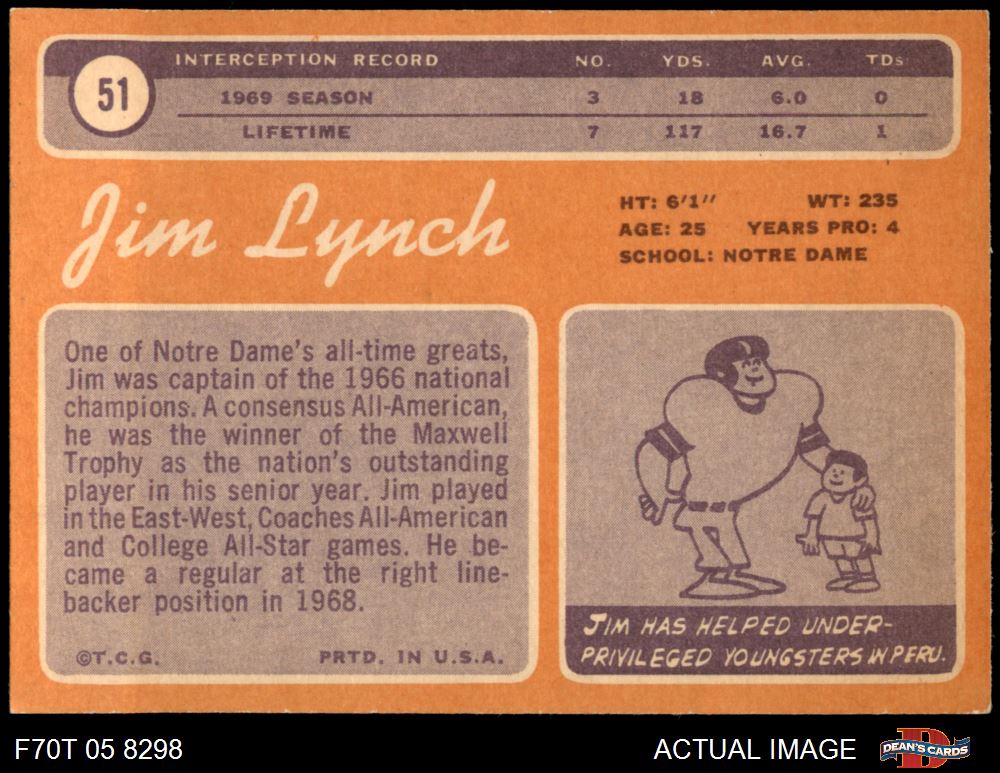 51
INTERCEPTION RECORD NO. YDS. AVG. TDs
1969 SEASON 3 18 6.0 0
LIFETIME 7 117 16.7 1
Jim Lynch
HT: 6'1" WT: 235
AGE: 25 YEARS PRO: 4
SCHOOL: NOTRE DAME
One of Notre Dame's all-time greats,
Jim was captain of the 1966 national
champions. A consensus All-American,
he was the winner of the Maxwell
Trophy as the nation's outstanding
player in his senior year. Jim played
in the East-West, Coaches All-American
and College All-Star games. He be-
came a regular at the right line-
backer position in 1968.
©T.C.G. PRTD. IN U.S.A.
JIM HAS HELPED UNDER-
PRIVILEGED YOUNGSTERS IN PERU.
F70T 05 8298 ACTUAL IMAGE
D
DEAN'S CARDS